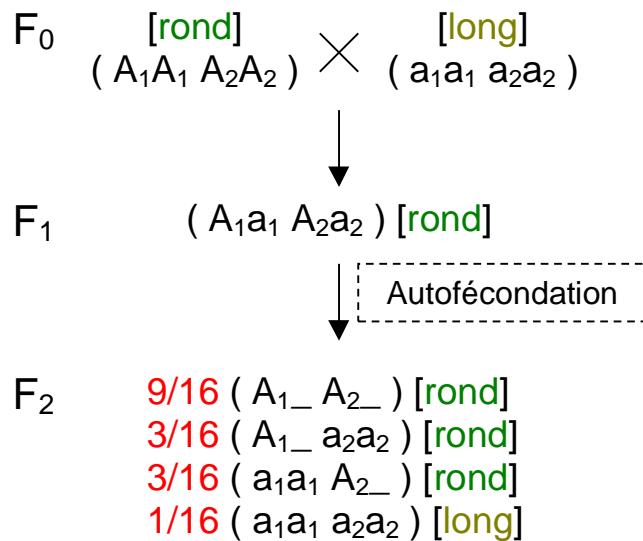 F₀ [rond] [long]
( A₁A₁ A₂A₂ ) ( a₁a₁ a₂a₂ )
F₁ ( A₁a₁ A₂a₂ ) [rond]
Autofécondation
F₂ 9/16 ( A₁_ A₂_ ) [rond]
3/16 ( A₁_ a₂a₂ ) [rond]
3/16 ( a₁a₁ A₂_ ) [rond]
1/16 ( a₁a₁ a₂a₂ ) [long]